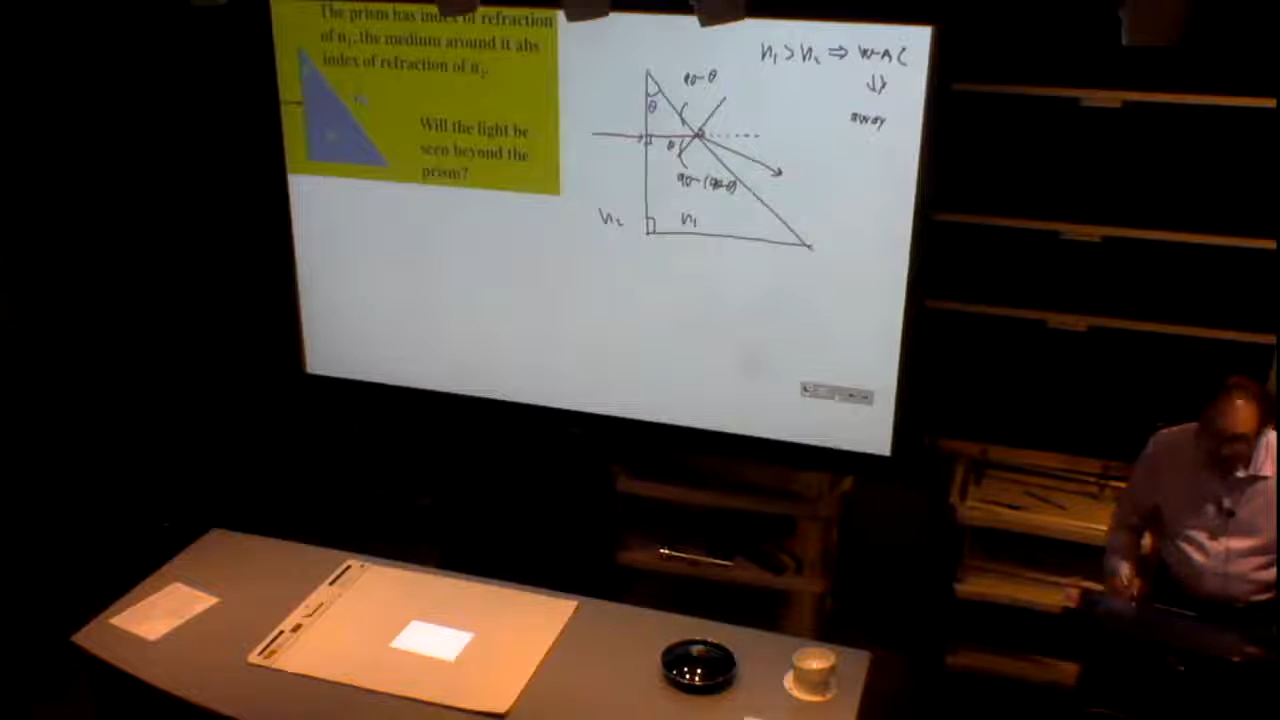 The prism has index of refraction
of n₁, the medium around it ahs
index of refraction of n₂.
Will the light be
seen beyond the
prism?
n₁ > n₂ ⇒
away
90-θ
θ
θ
90-(90-θ)
n₂
n₁